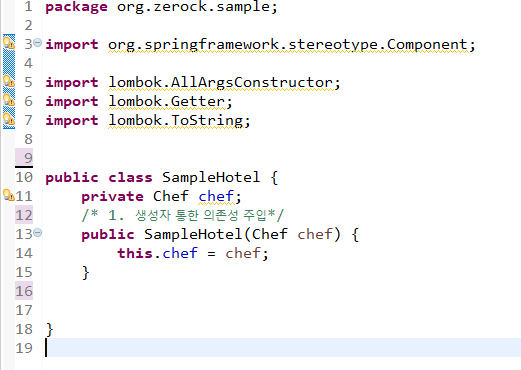 1 package org.zerock.sample;
2
3 import org.springframework.stereotype.Component;
4
5 import lombok.AllArgsConstructor;
6 import lombok.Getter;
7 import lombok.ToString;
8
9
10 public class SampleHotel {
11 private Chef chef;
12 /* 1. 생성자 통한 의존성 주입*/
13 public SampleHotel(Chef chef) {
14 this.chef = chef;
15 }
16
17
18 }
19